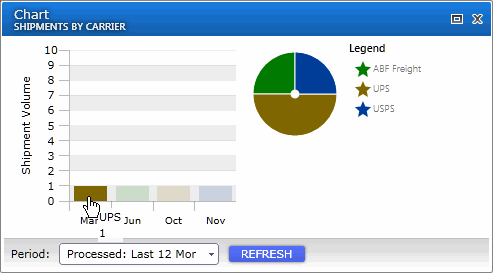 Chart
SHIPMENTS BY CARRIER
Shipment Volume
10
9
8
7
6
5
4
3
2
1
0
Mar Jun Oct Nov
UPS
1
Legend
ABF Freight
UPS
USPS
Period: Processed: Last 12 Mor REFRESH